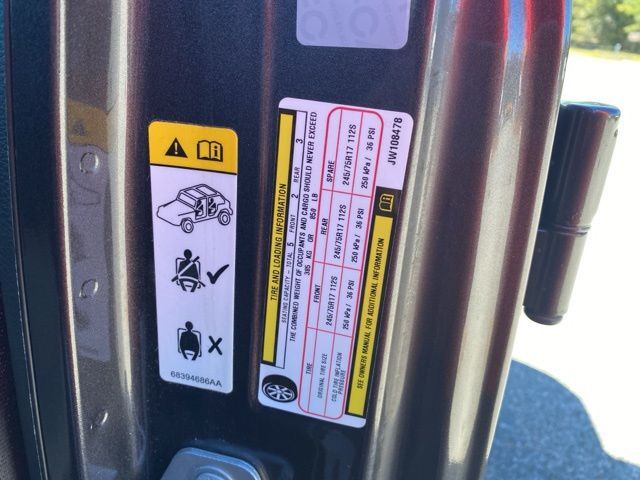 68394686AA
TIRE AND LOADING INFORMATION
SEATING CAPACITY - TOTAL 5 FRONT 2 REAR 3
THE COMBINED WEIGHT OF OCCUPANTS AND CARGO SHOULD NEVER EXCEED
385 KG OR 850 LB
TIRE FRONT REAR SPARE
ORIGINAL TIRE SIZE 245/75R17 112S 245/75R17 112S 245/75R17 112S
COLD TIRE INFLATION PRESSURE 250 kPa / 36 PSI 250 kPa / 36 PSI 250 kPa / 36 PSI
SEE OWNERS MANUAL FOR ADDITIONAL INFORMATION
JW108478